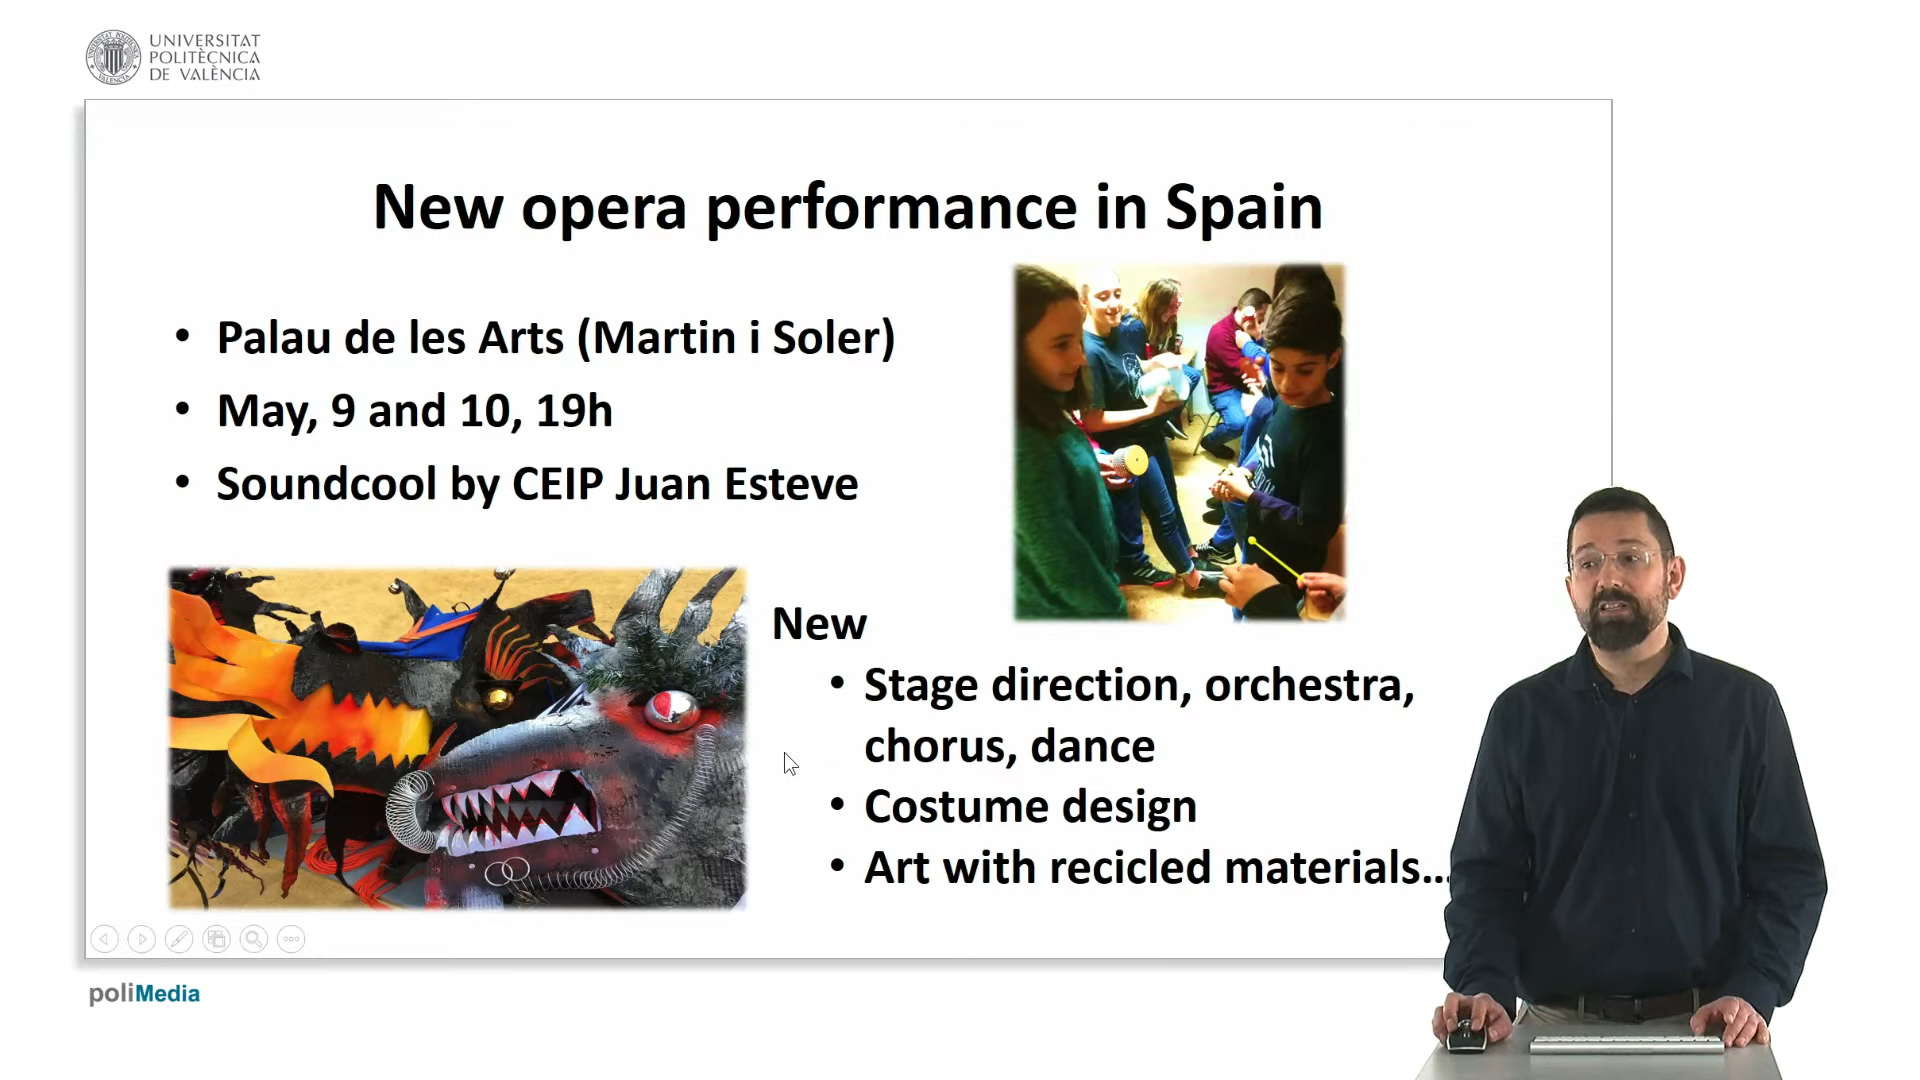 UNIVERSITAT
POLITÈCNICA
DE VALÈNCIA
New opera performance in Spain
• Palau de les Arts (Martin i Soler)
• May, 9 and 10, 19h
• Soundcool by CEIP Juan Esteve
New
• Stage direction, orchestra,
chorus, dance
• Costume design
• Art with recicled materials...
poliMedia